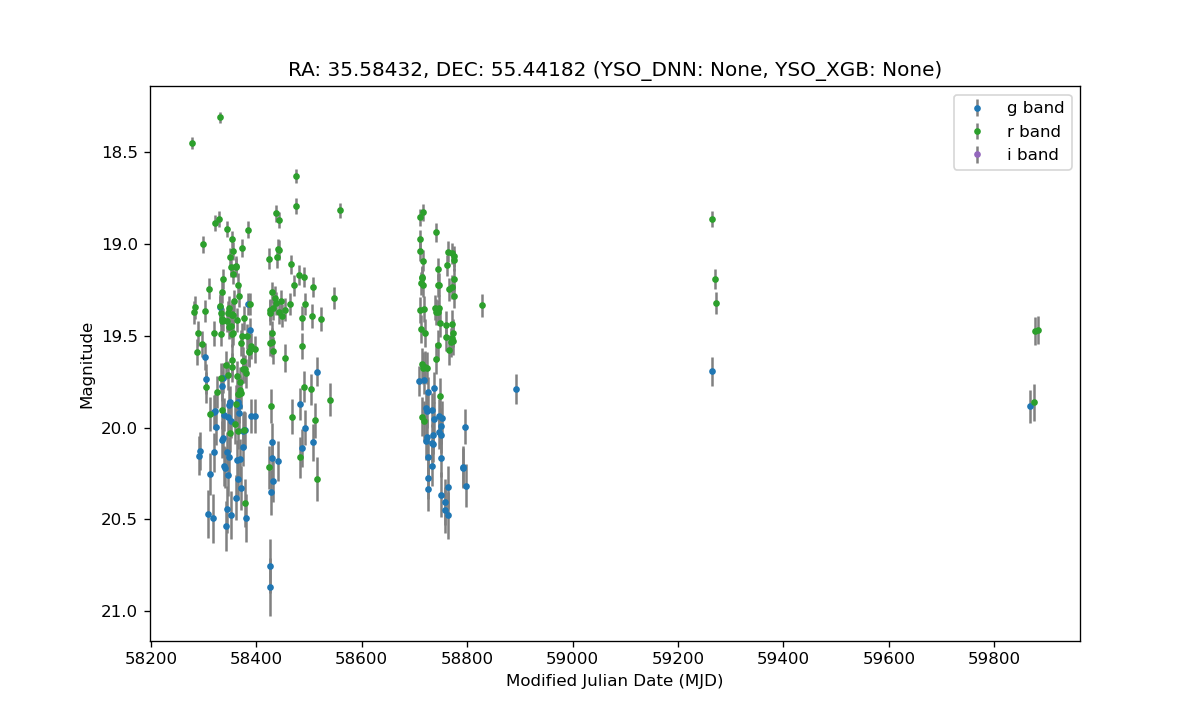 RA: 35.58432, DEC: 55.44182 (YSO_DNN: None, YSO_XGB: None)
g band
r band
i band
18.5
19.0
19.5
20.0
20.5
21.0
Magnitude
58200 58400 58600 58800 59000 59200 59400 59600 59800
Modified Julian Date (MJD)